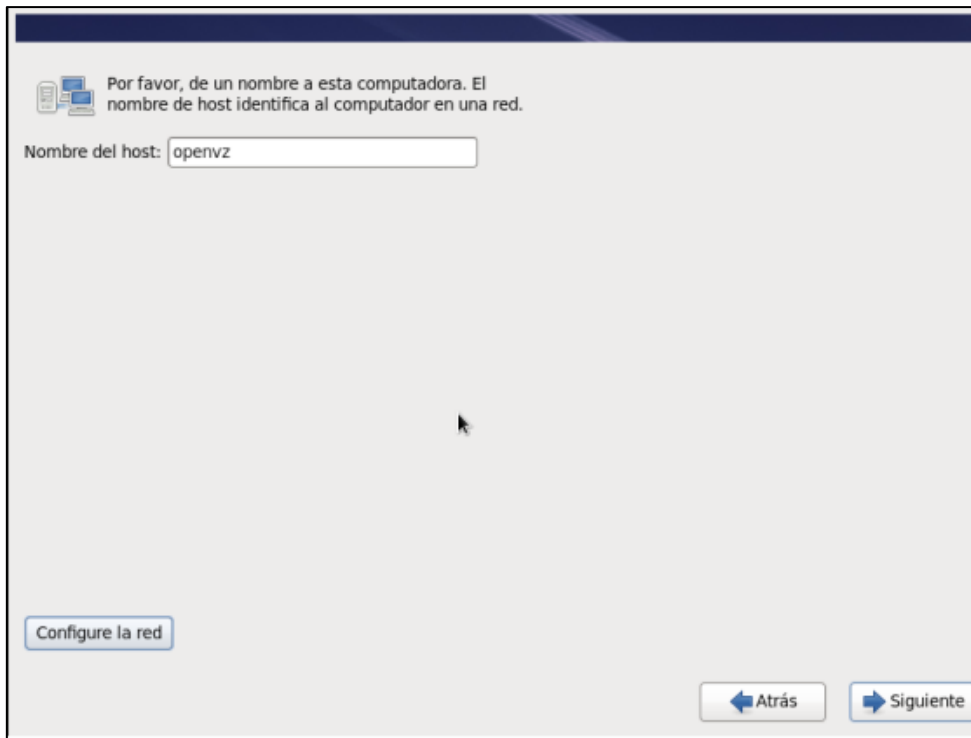 Por favor, de un nombre a esta computadora. El
nombre de host identifica al computador en una red.
Nombre del host: openvz
Configure la red
Atrás
Siguiente